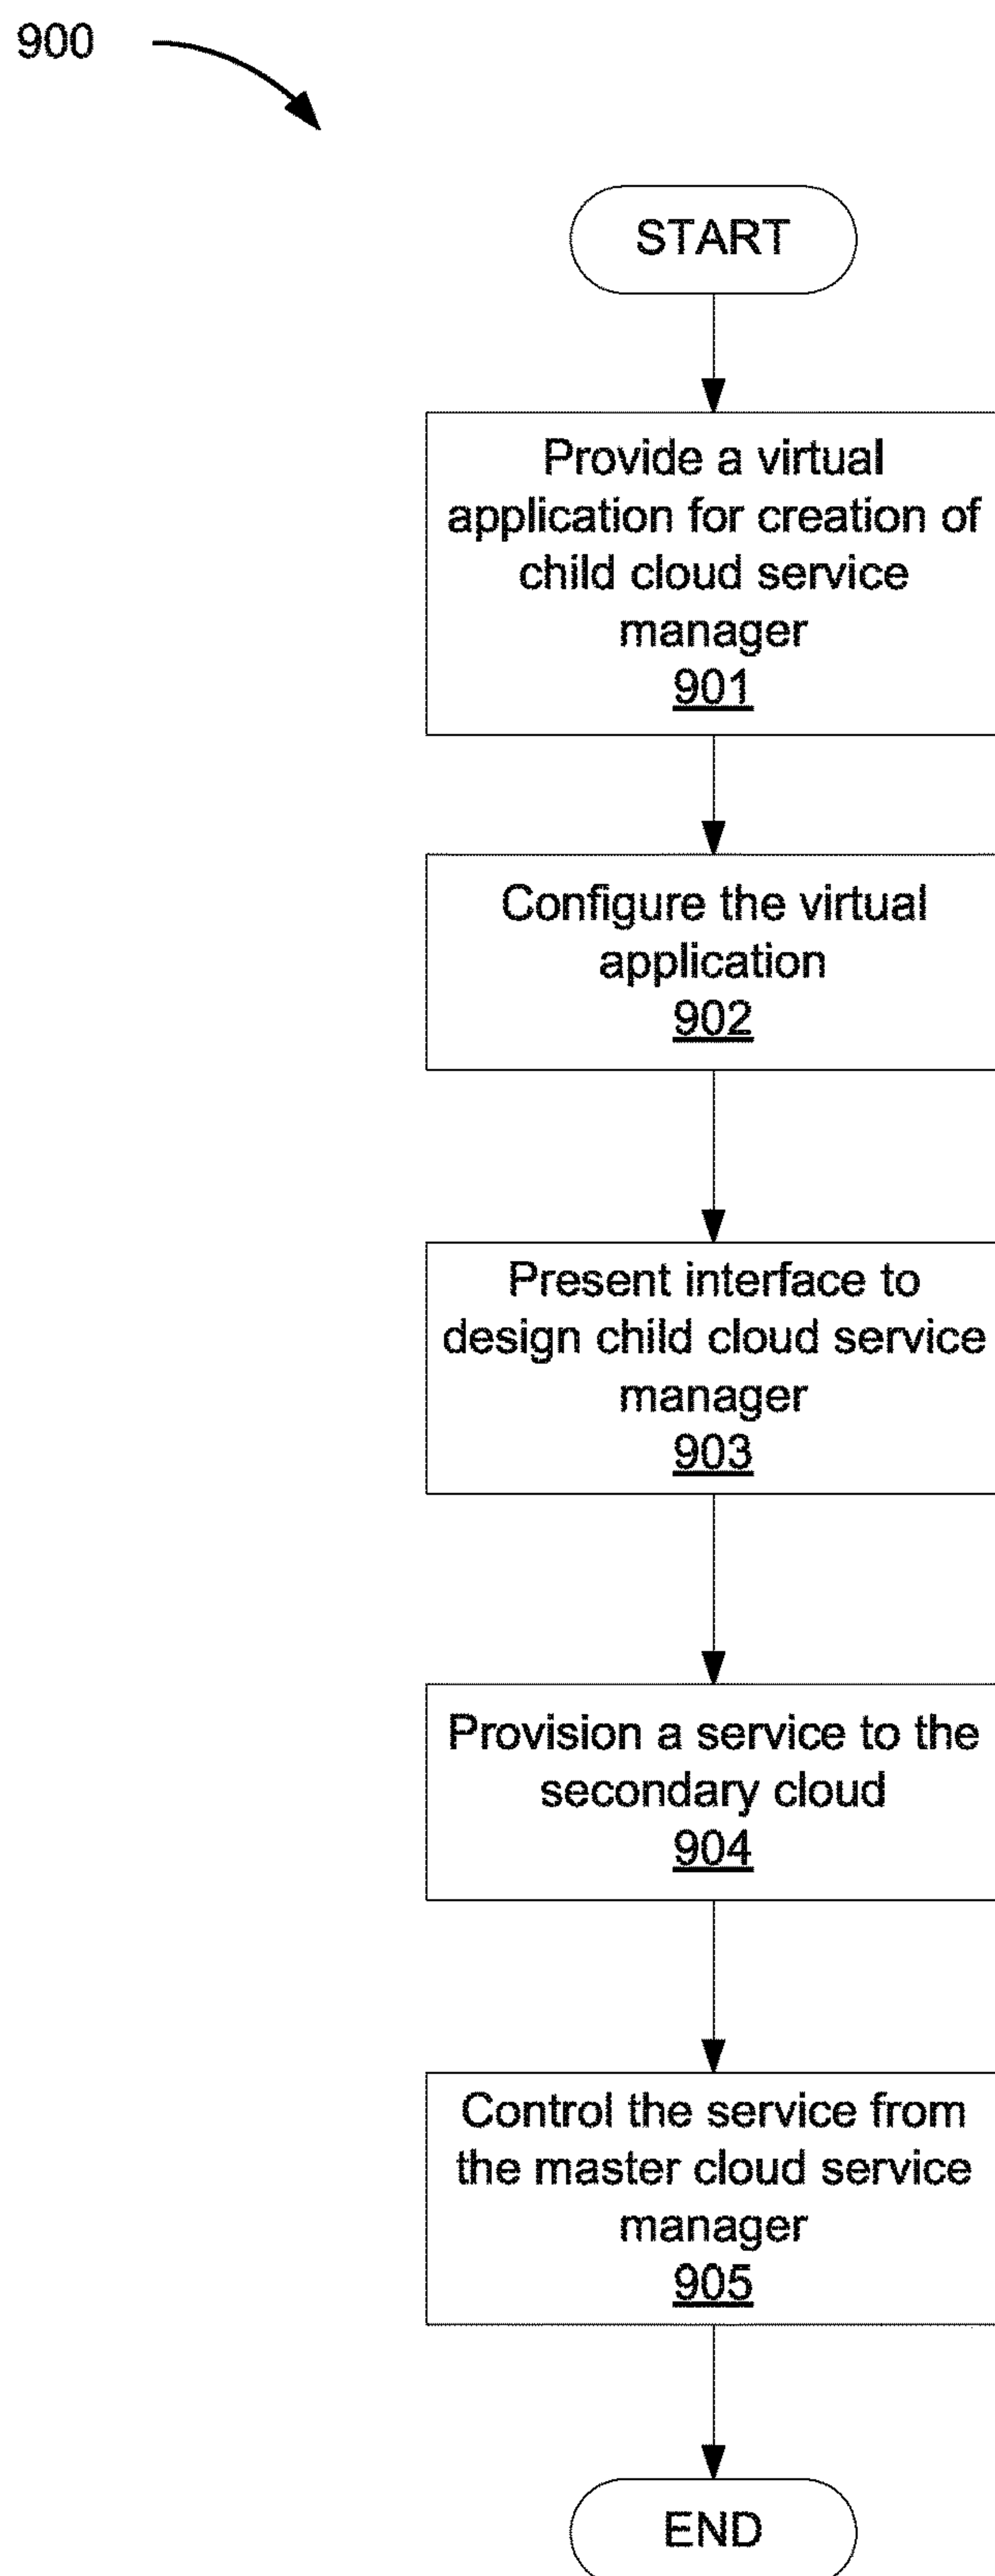 900
START
Provide a virtual
application for creation of
child cloud service
manager
901
Configure the virtual
application
902
Present interface to
design child cloud service
manager
903
Provision a service to the
secondary cloud
904
Control the service from
the master cloud service
manager
905
END